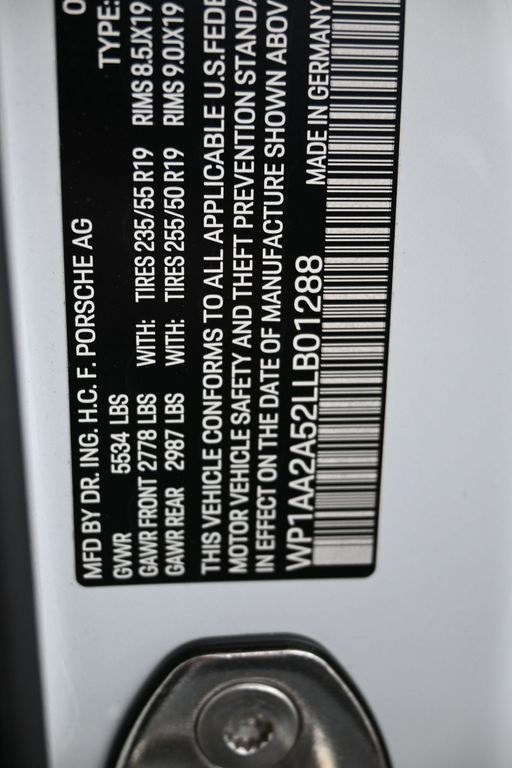 MFD BY DR. ING. H.C. F. PORSCHE AG 0
GVWR 5534 LBS TYPE:
GAWR FRONT 2778 LBS WITH: TIRES 235/55 R19 RIMS 8.5JX19
GAWR REAR 2987 LBS WITH: TIRES 255/50 R19 RIMS 9.0JX19
THIS VEHICLE CONFORMS TO ALL APPLICABLE U.S.FEDE
MOTOR VEHICLE SAFETY AND THEFT PREVENTION STANDA
IN EFFECT ON THE DATE OF MANUFACTURE SHOWN ABOV
WP1AA2A52LLB01288 MADE IN GERMANY